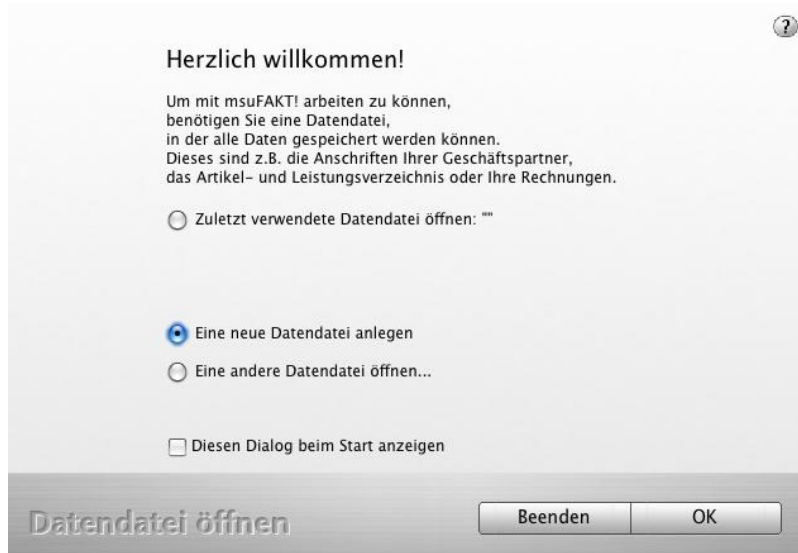 ?
Herzlich willkommen!
Um mit msuFAKT! arbeiten zu können,
benötigen Sie eine Datendatei,
in der alle Daten gespeichert werden können.
Dieses sind z.B. die Anschriften Ihrer Geschäftspartner,
das Artikel- und Leistungsverzeichnis oder Ihre Rechnungen.
Zuletzt verwendete Datendatei öffnen: ""
Eine neue Datendatei anlegen
Eine andere Datendatei öffnen...
Diesen Dialog beim Start anzeigen
Datendatei öffnen
Beenden
OK